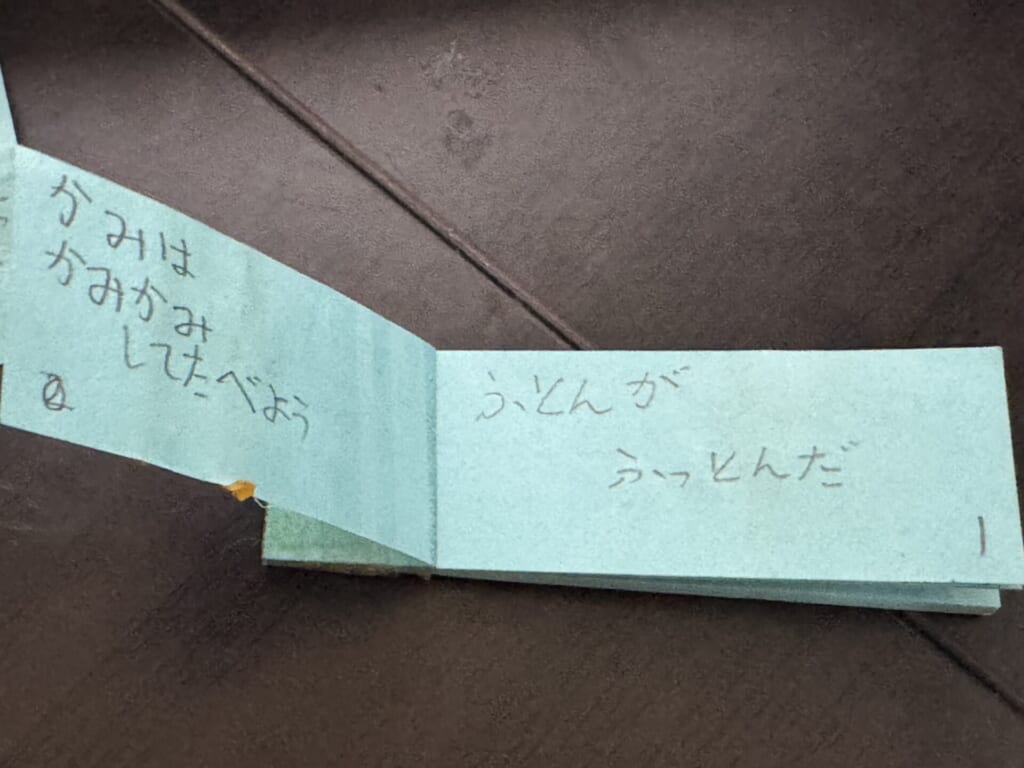 かみは
かみかみ
してたべよう
ふとんが
ふっとんだ
1